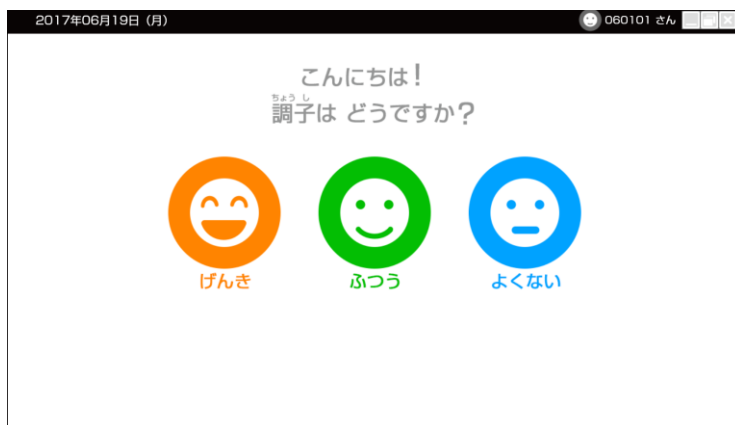 2017年06月19日（月）
060101 さん
こんにちは！
ちょうし
調子は どうですか？
げんき
ふつう
よくない